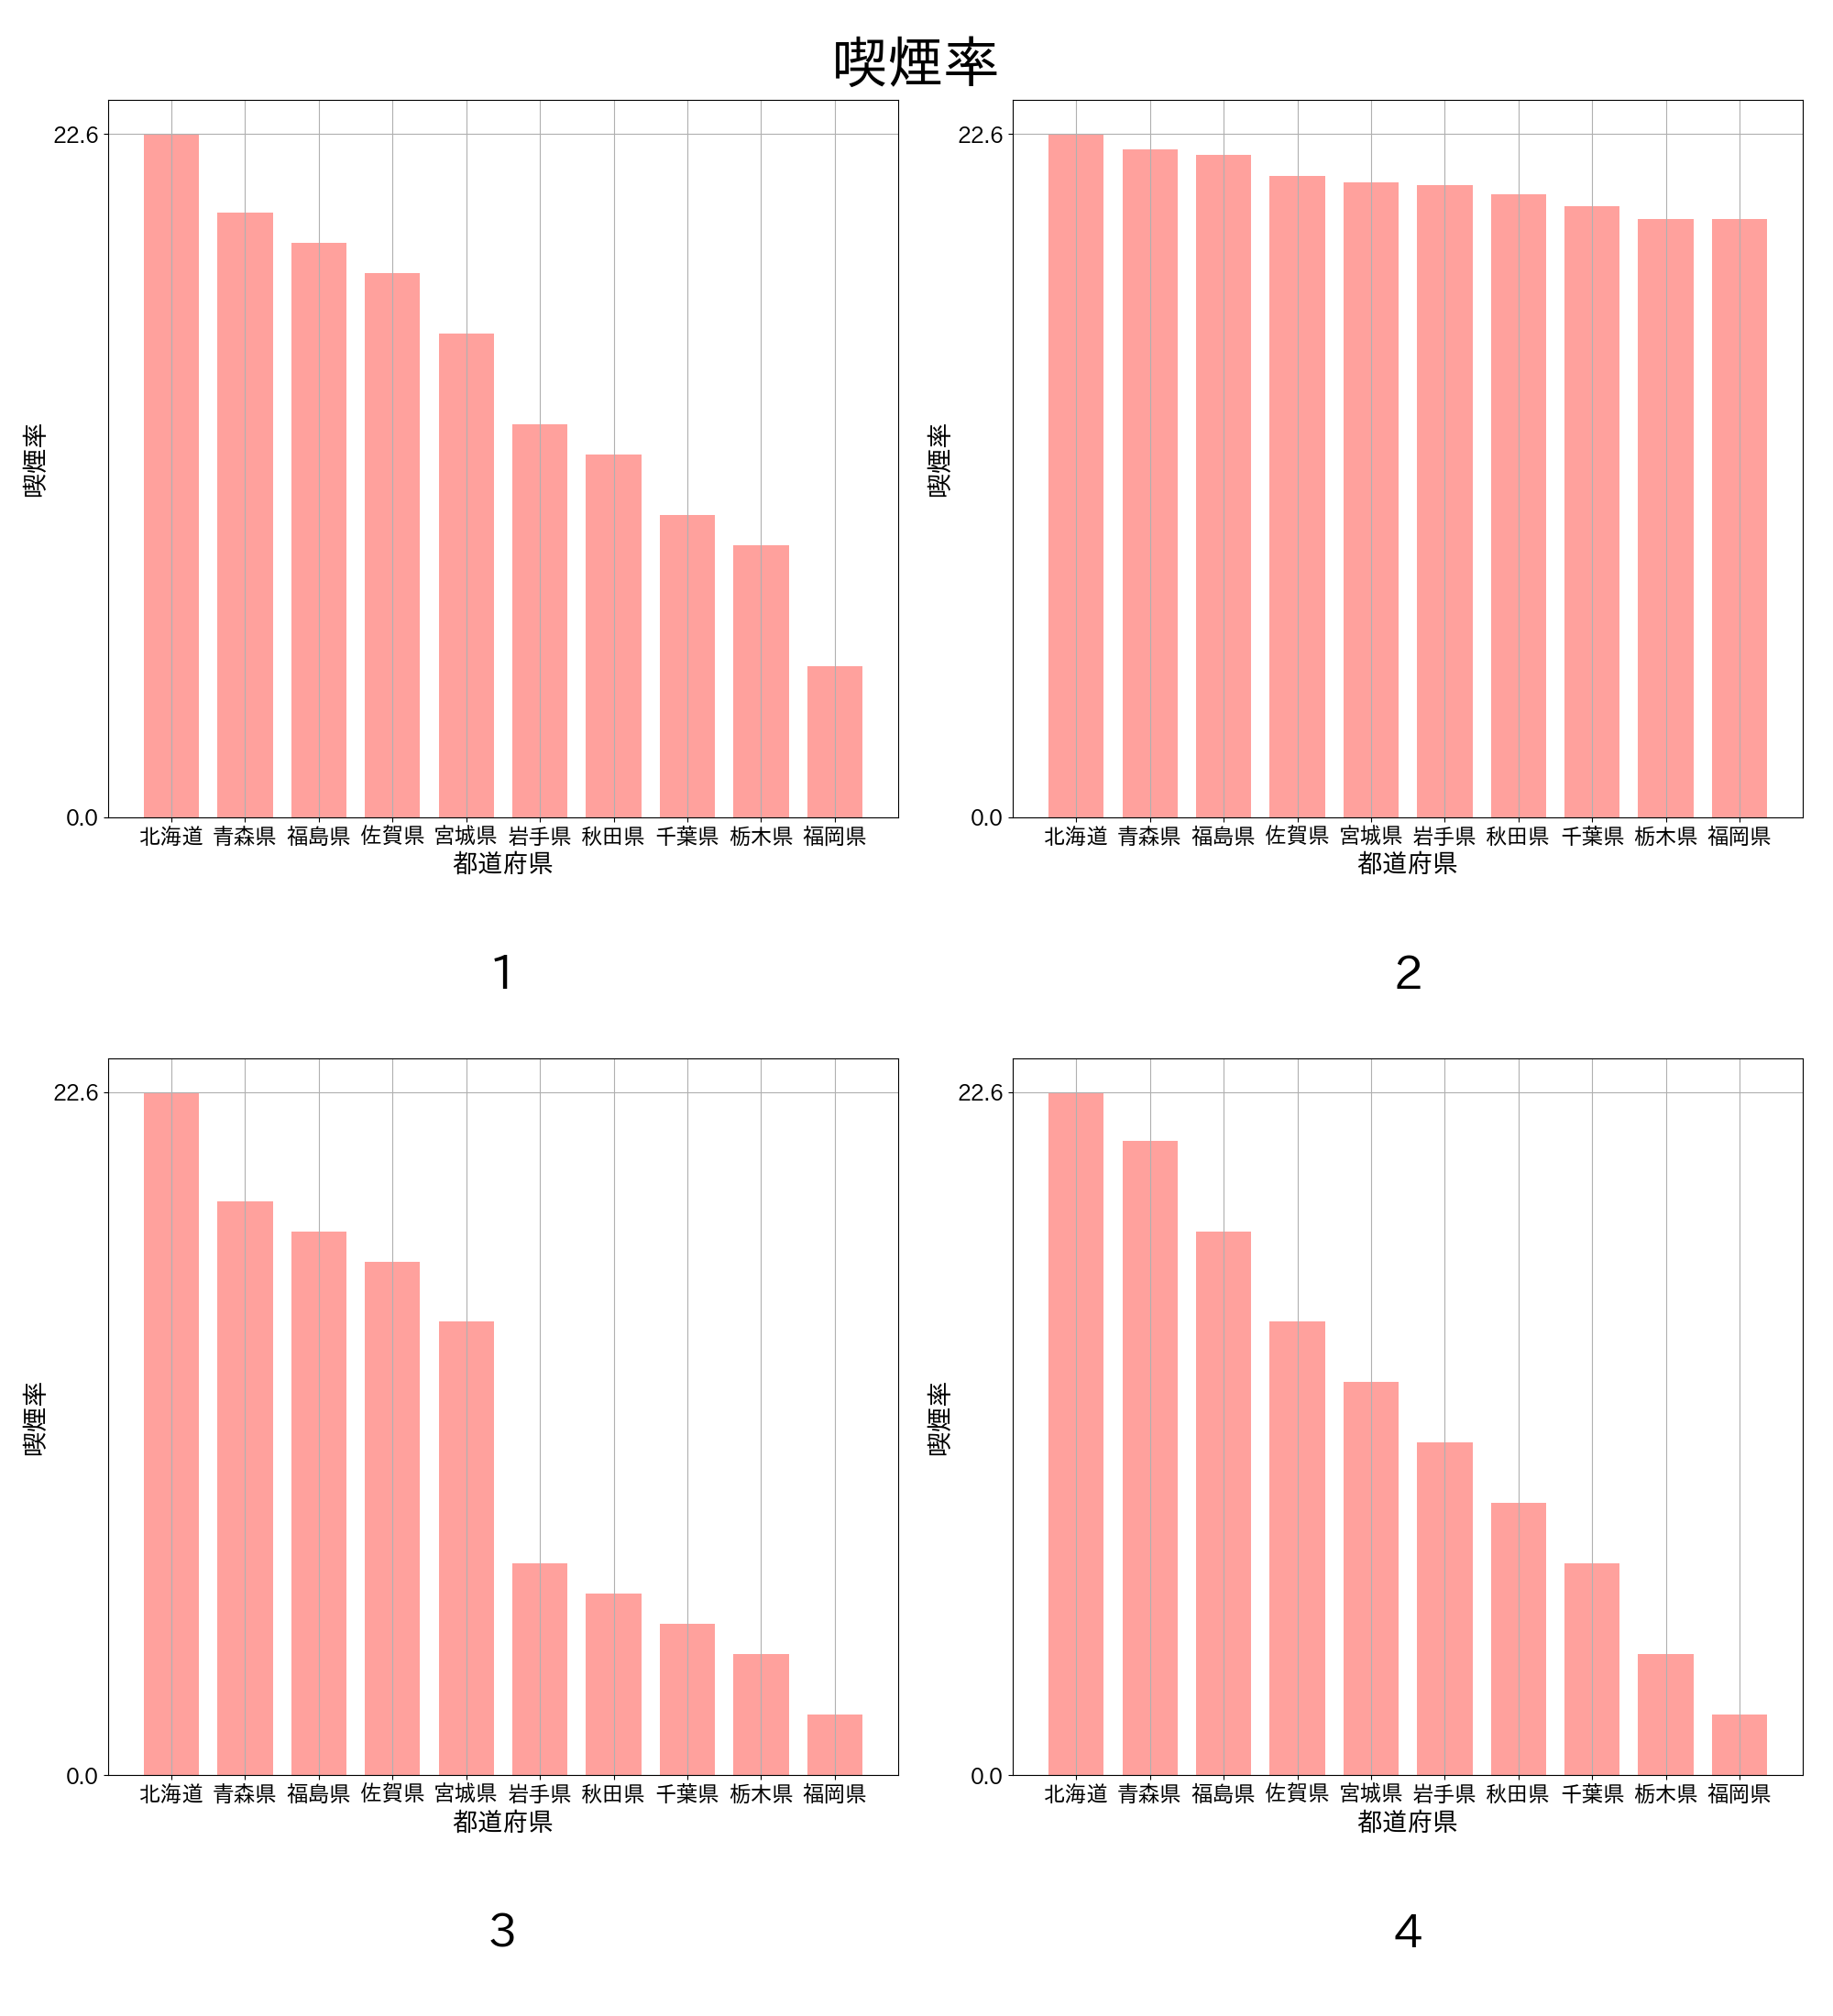 喫煙率
22.6
0.0
喫煙率
北海道 青森県 福島県 佐賀県 宮城県 岩手県 秋田県 千葉県 栃木県 福岡県
都道府県
1
22.6
0.0
喫煙率
北海道 青森県 福島県 佐賀県 宮城県 岩手県 秋田県 千葉県 栃木県 福岡県
都道府県
2
22.6
0.0
喫煙率
北海道 青森県 福島県 佐賀県 宮城県 岩手県 秋田県 千葉県 栃木県 福岡県
都道府県
3
22.6
0.0
喫煙率
北海道 青森県 福島県 佐賀県 宮城県 岩手県 秋田県 千葉県 栃木県 福岡県
都道府県
4